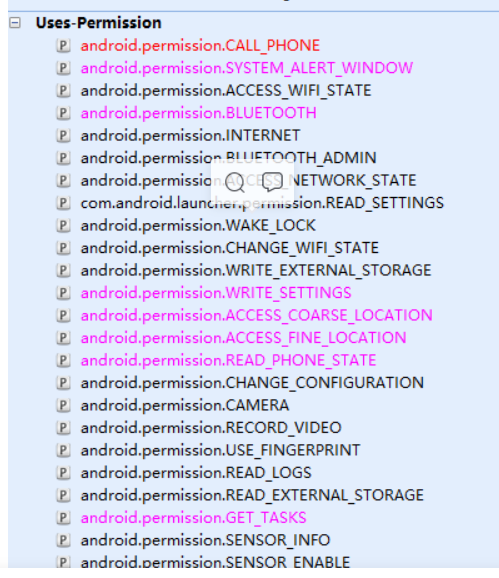 Uses-Permission
android.permission.CALL_PHONE
android.permission.SYSTEM_ALERT_WINDOW
android.permission.ACCESS_WIFI_STATE
android.permission.BLUETOOTH
android.permission.INTERNET
android.permission.BLUETOOTH_ADMIN
android.permission.ACCESS_NETWORK_STATE
com.android.launcher.permission.READ_SETTINGS
android.permission.WAKE_LOCK
android.permission.CHANGE_WIFI_STATE
android.permission.WRITE_EXTERNAL_STORAGE
android.permission.WRITE_SETTINGS
android.permission.ACCESS_COARSE_LOCATION
android.permission.ACCESS_FINE_LOCATION
android.permission.READ_PHONE_STATE
android.permission.CHANGE_CONFIGURATION
android.permission.CAMERA
android.permission.RECORD_VIDEO
android.permission.USE_FINGERPRINT
android.permission.READ_LOGS
android.permission.READ_EXTERNAL_STORAGE
android.permission.GET_TASKS
android.permission.SENSOR_INFO
android.permission.SENSOR_ENABLE